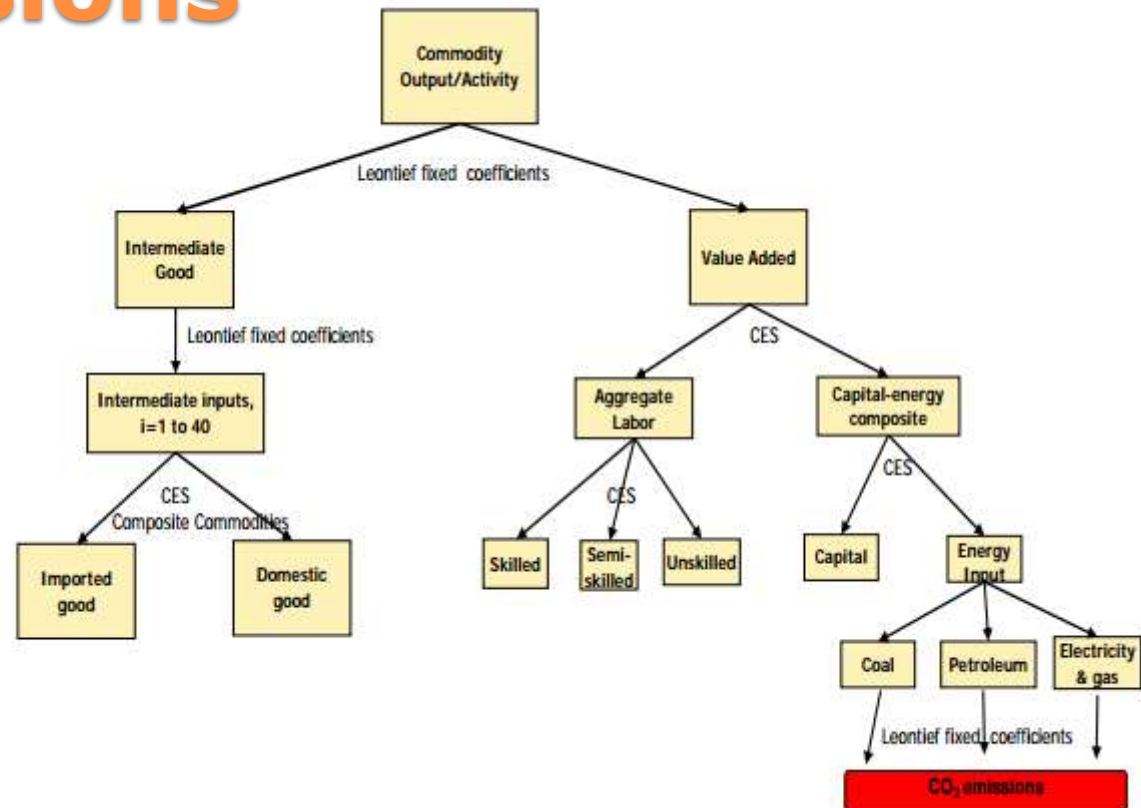 sions
Commodity
Output/Activity
Leontief fixed coefficients
Intermediate
Good
Value Added
Leontief fixed coefficients
CES
Intermediate inputs,
i=1 to 40
Aggregate
Labor
Capital-energy
composite
CES
Composite Commodities
CES
CES
Imported
good
Domestic
good
Skilled
Semi-
skilled
Unskilled
Capital
Energy
Input
Coal
Petroleum
Electricity
& gas
Leontief fixed coefficients
CO₂ emissions